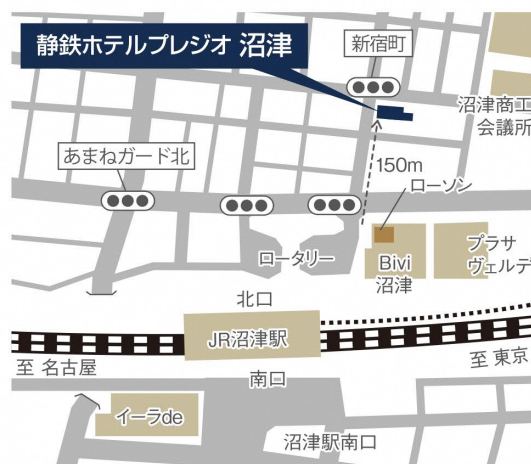 静鉄ホテルプレジオ 沼津
新宿町
沼津商工
会議所
あまねガード北
150m
ローソン
ロータリー
Bivi
沼津
プラサ
ヴェルデ
北口
JR沼津駅
至 名古屋
至 東京
南口
イーラde
沼津駅南口